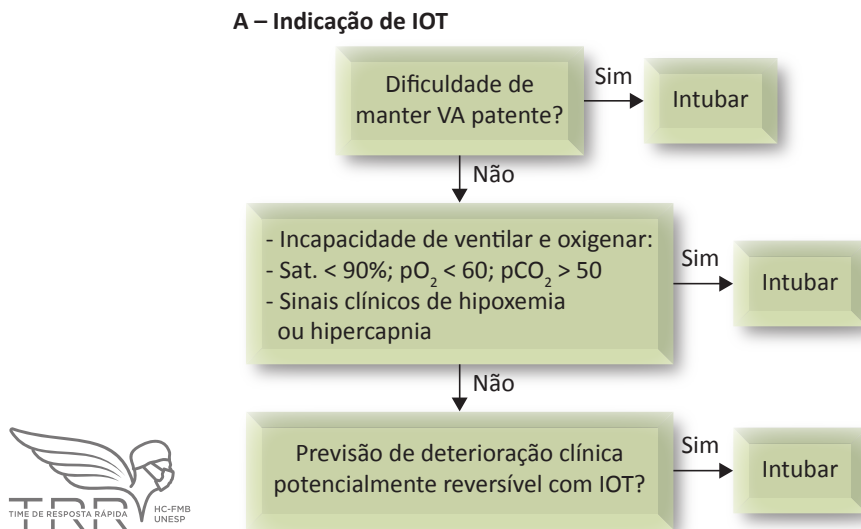 A – Indicação de IOT
Dificuldade de
manter VA patente?
Sim
Intubar
Não
- Incapacidade de ventilar e oxigenar:
- Sat. < 90%; pO₂ < 60; pCO₂ > 50
- Sinais clínicos de hipoxemia
ou hipercapnia
Sim
Intubar
Não
Previsão de deterioração clínica
potencialmente reversível com IOT?
Sim
Intubar
TRR
TIME DE RESPOSTA RÁPIDA
HC-FMB
UNESP